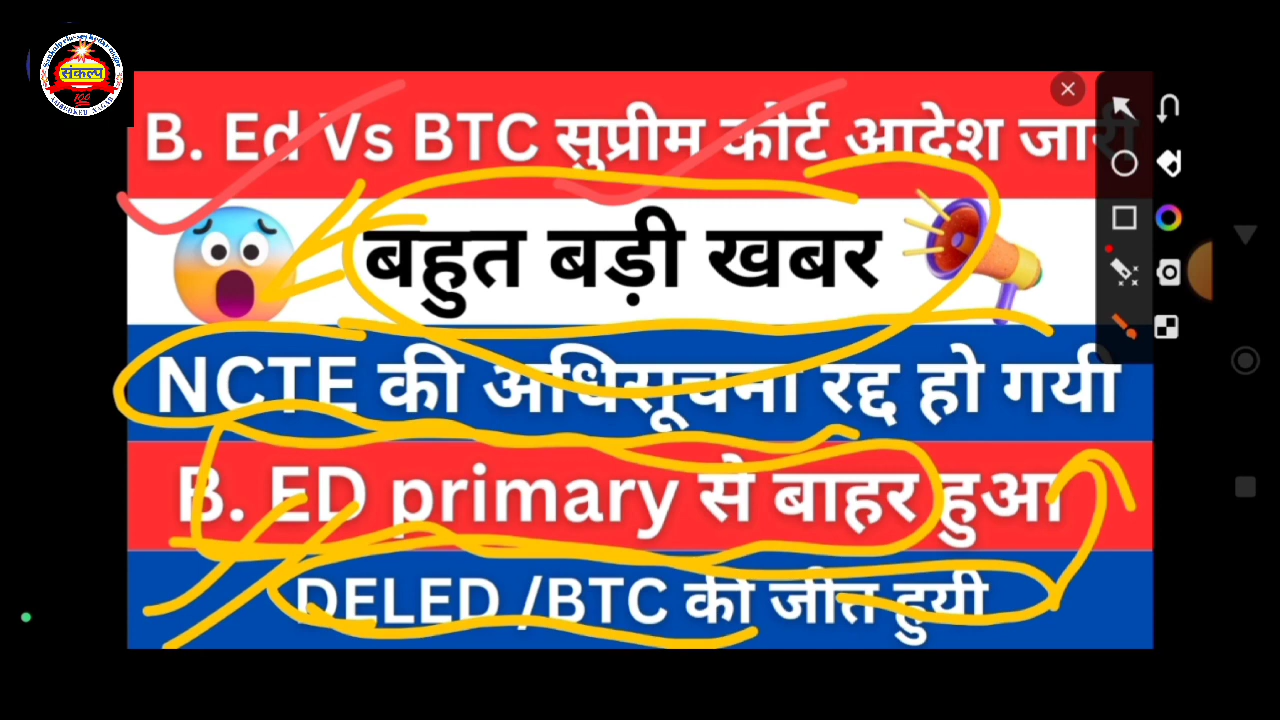 संकल्प
B. Ed Vs BTC सुप्रीम कोर्ट आदेश जारी
बहुत बड़ी खबर
NCTE की अधिसूचना रद्द हो गयी
B. ED primary से बाहर हुआ
DELED /BTC की जीत हुयी